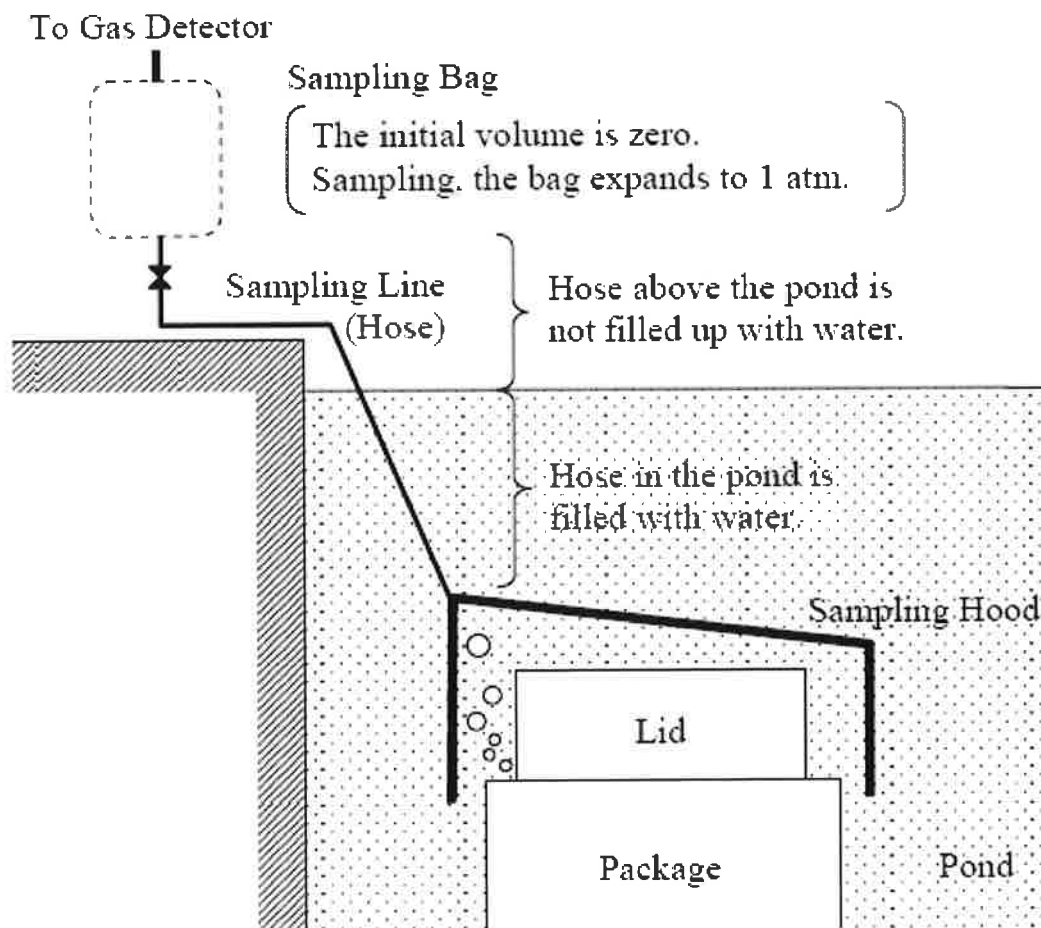 To Gas Detector
Sampling Bag
The initial volume is zero.
Sampling. the bag expands to 1 atm.
Sampling Line
(Hose)
Hose above the pond is
not filled up with water.
Hose in the pond is
filled with water.
Sampling Hood
Lid
Package
Pond